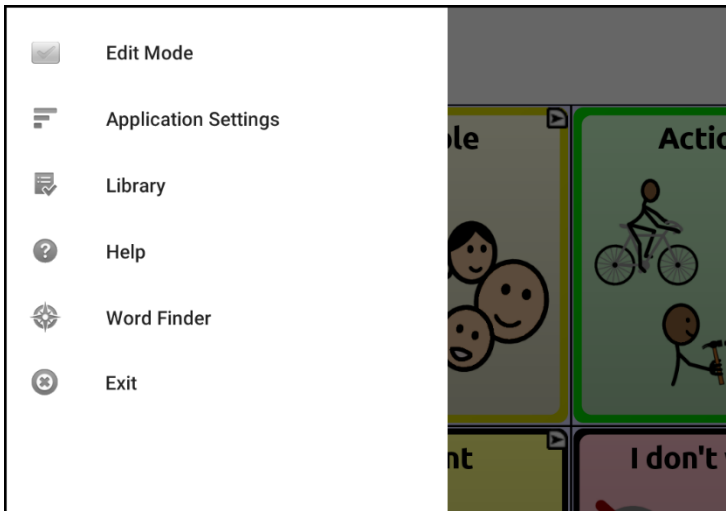 Edit Mode
Application Settings
Library
Help
Word Finder
Exit
ple
Actio
nt
I don't